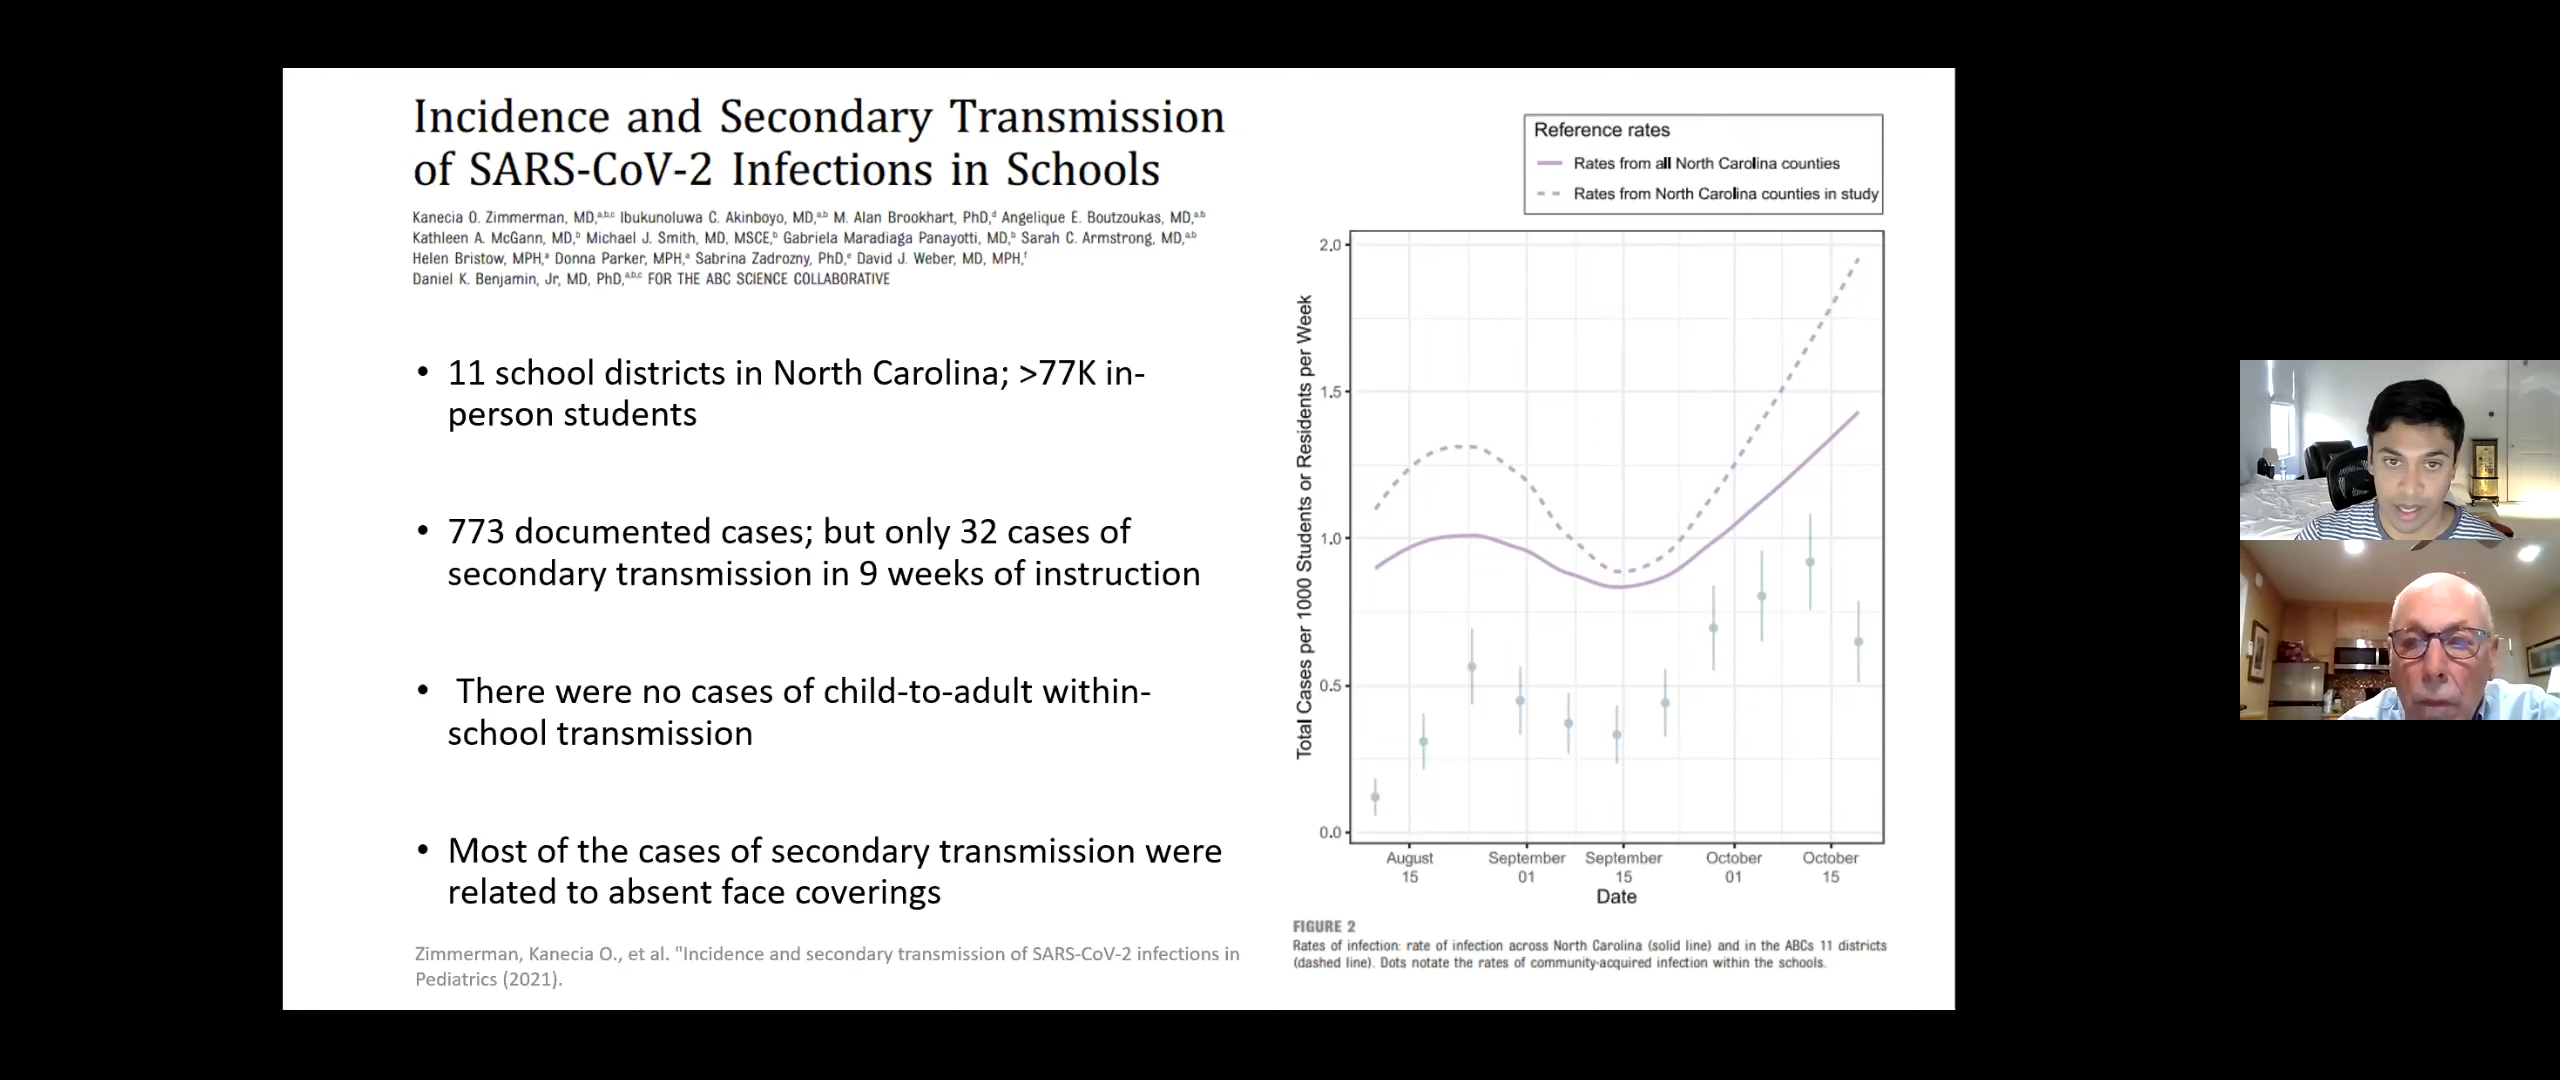 Incidence and Secondary Transmission
of SARS-CoV-2 Infections in Schools
Kanecia O. Zimmerman, MD,a,b,c Ibukunoluwa C. Akinboyo, MD,a,b M. Alan Brookhart, PhD,d Angelique E. Boutzoukas, MD,a,b
Kathleen A. McGann, MD,b Michael J. Smith, MD, MSCE,b Gabriela Maradiaga Panayotti, MD,b Sarah C. Armstrong, MD,a,b
Helen Bristow, MPH,a Donna Parker, MPH,a Sabrina Zadrozny, PhD,e David J. Weber, MD, MPH,f
Daniel K. Benjamin, Jr, MD, PhD,a,b,c FOR THE ABC SCIENCE COLLABORATIVE
• 11 school districts in North Carolina; >77K in-
person students
• 773 documented cases; but only 32 cases of
secondary transmission in 9 weeks of instruction
• There were no cases of child-to-adult within-
school transmission
• Most of the cases of secondary transmission were
related to absent face coverings
Zimmerman, Kanecia O., et al. "Incidence and secondary transmission of SARS-CoV-2 infections in
Pediatrics (2021).
Reference rates
Rates from all North Carolina counties
Rates from North Carolina counties in study
Total Cases per 1000 Students or Residents per Week
2.0
1.5
1.0
0.5
0.0
August September September October October
15 01 15 01 15
Date
FIGURE 2
Rates of infection: rate of infection across North Carolina (solid line) and in the ABCs 11 districts
(dashed line). Dots notate the rates of community-acquired infection within the schools.